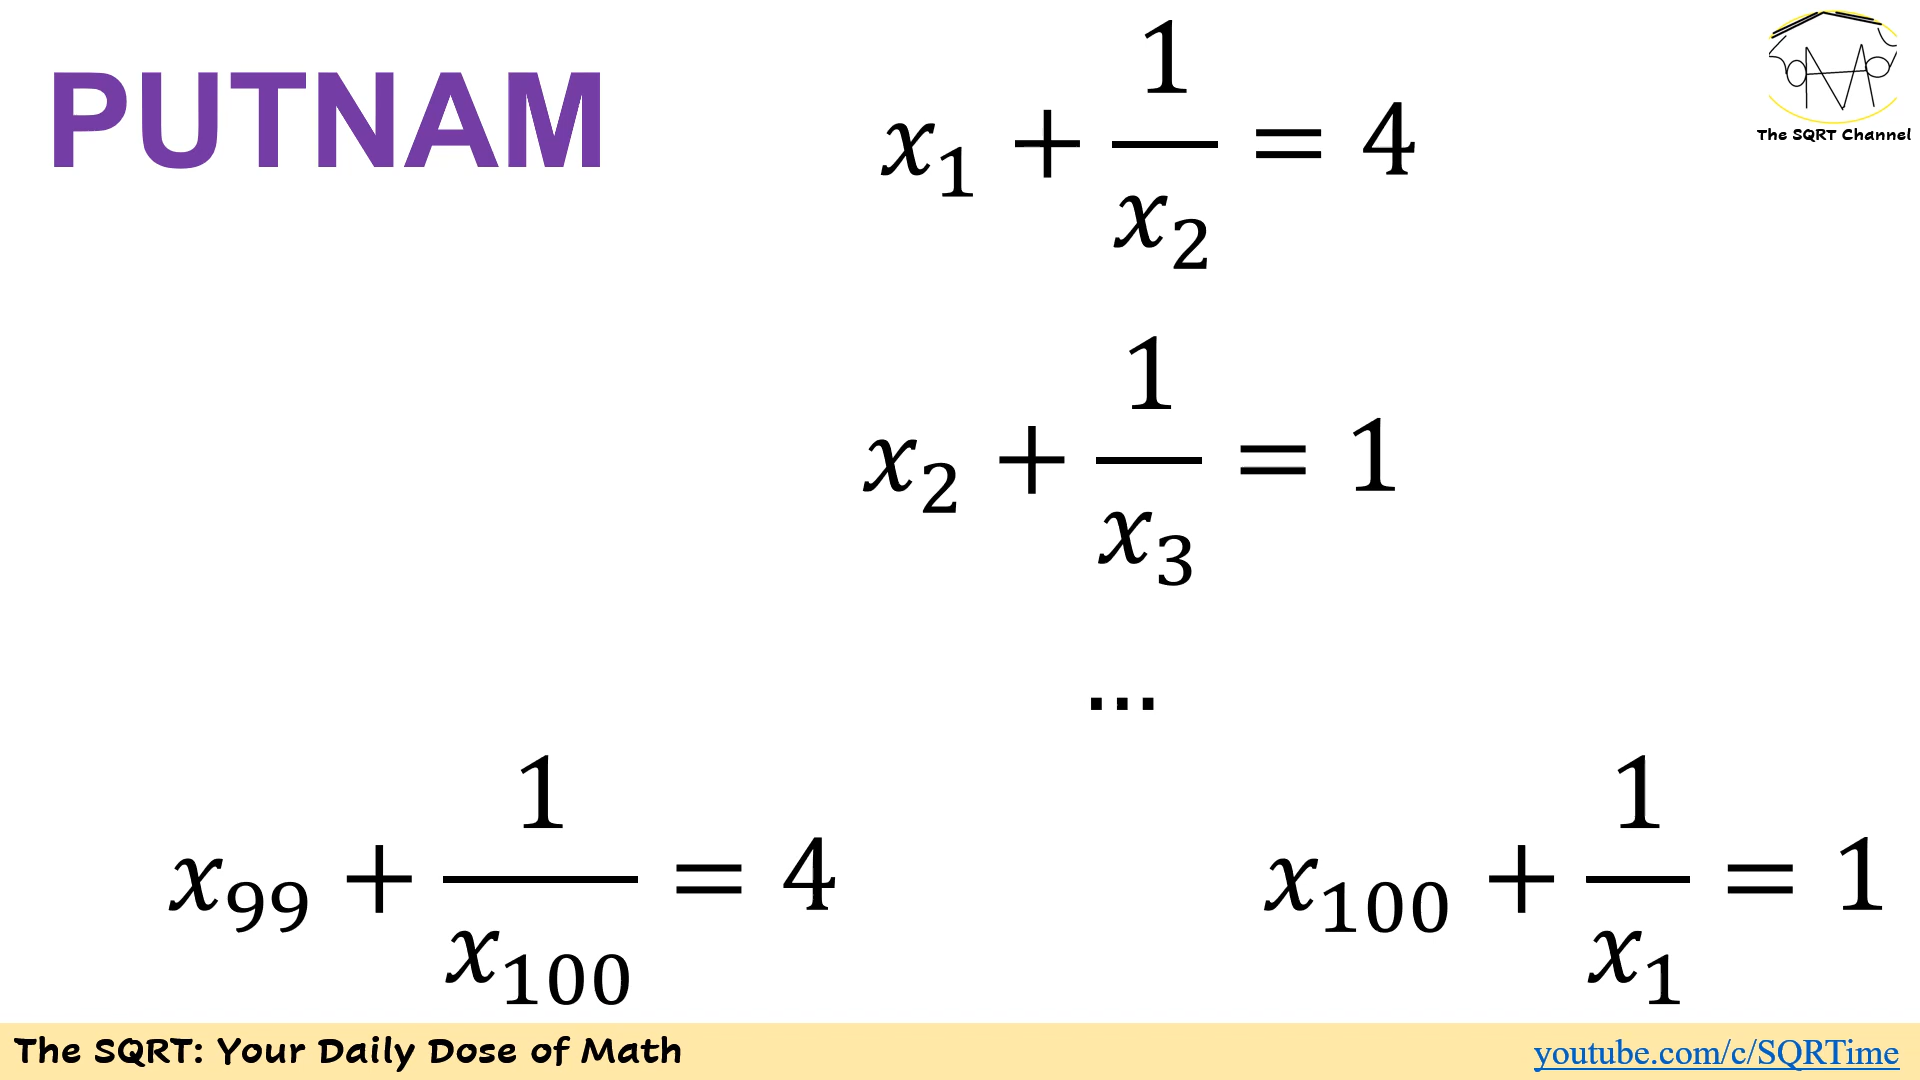 PUTNAM
x₁ + 1/x₂ = 4
The SQRT Channel
x₂ + 1/x₃ = 1
...
x₉₉ + 1/x₁₀₀ = 4
x₁₀₀ + 1/x₁ = 1
The SQRT: Your Daily Dose of Math
youtube.com/c/SQRTime